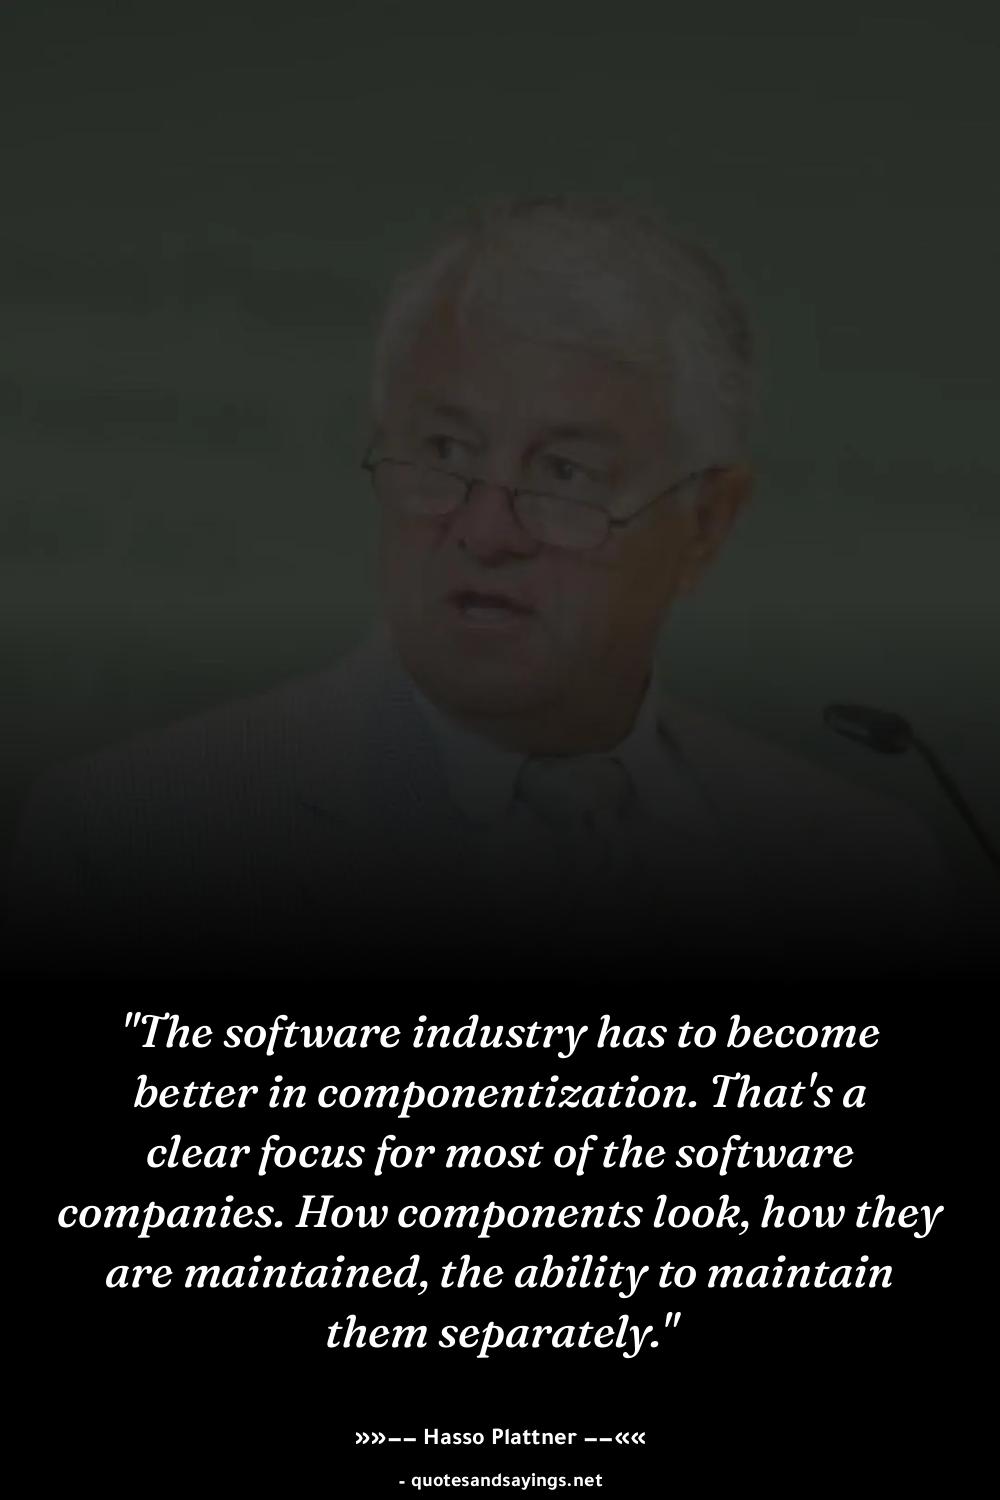 "The software industry has to become
better in componentization. That's a
clear focus for most of the software
companies. How components look, how they
are maintained, the ability to maintain
them separately."
»»−− Hasso Plattner −−««
- quotesandsayings.net